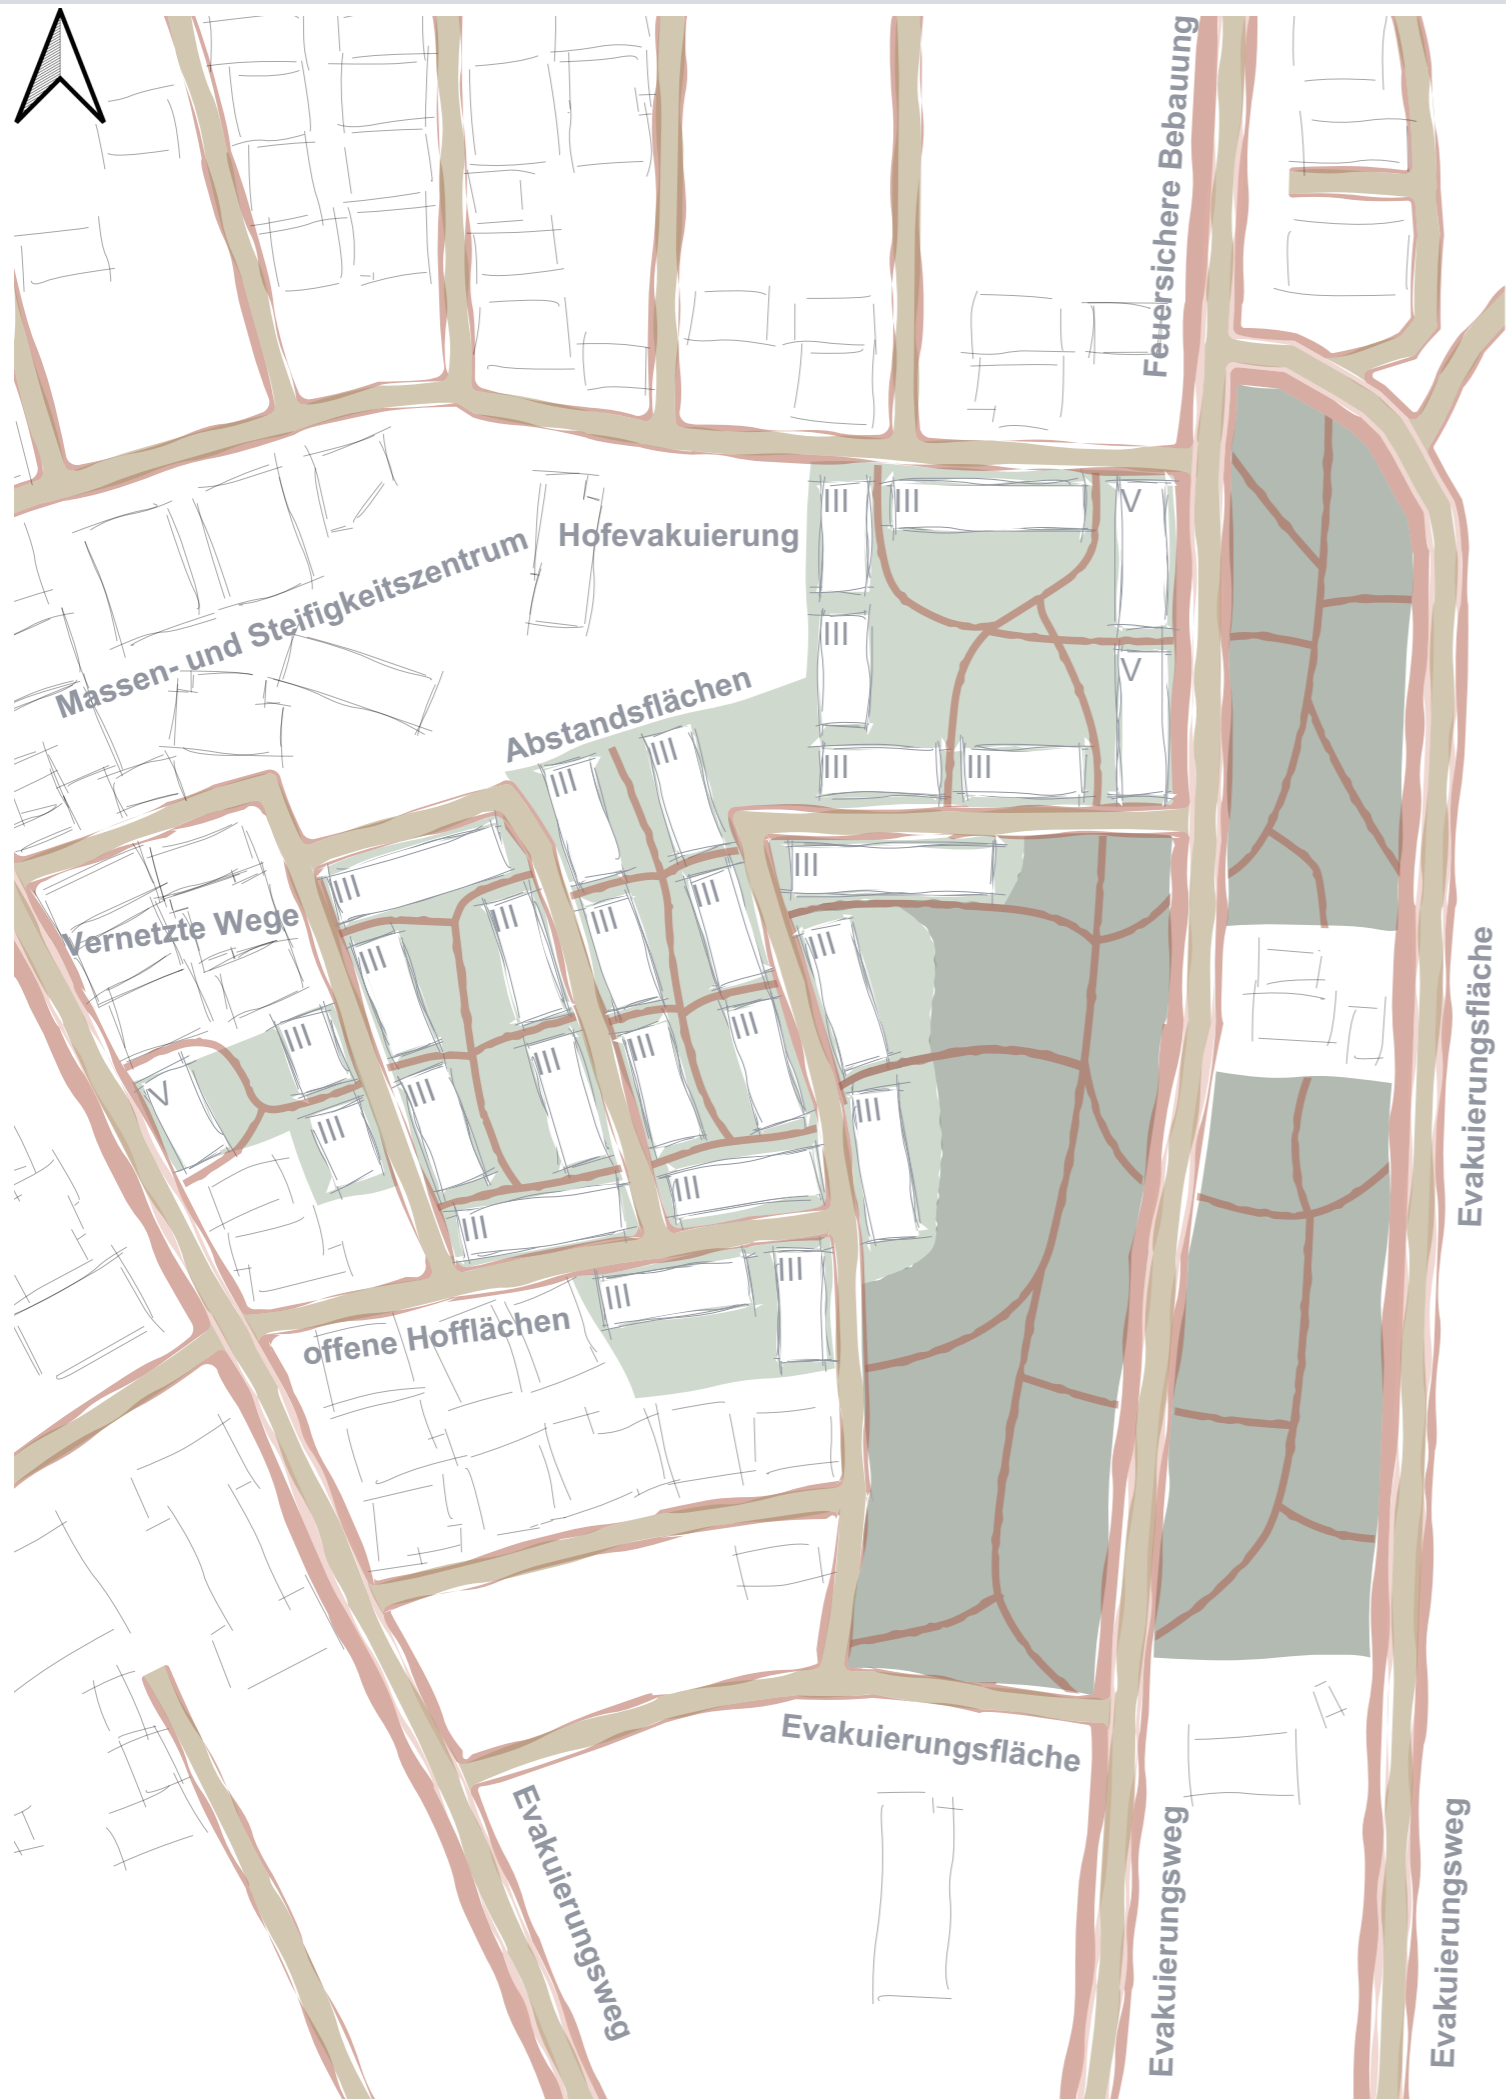 Feuersichere Bebauung
III
III
V
Hofevakuierung
Massen- und Steifigkeitszentrum
III
V
Abstandsflächen
III
III
III
III
III
III
III
III
III
Vernetzte Wege
III
III
III
Evakuierungsfläche
III
III
III
III
III
V
III
III
III
III
III
III
III
III
offene Hofflächen
Evakuierungsfläche
Evakuierungsweg
Evakuierungsweg
Evakuierungsweg